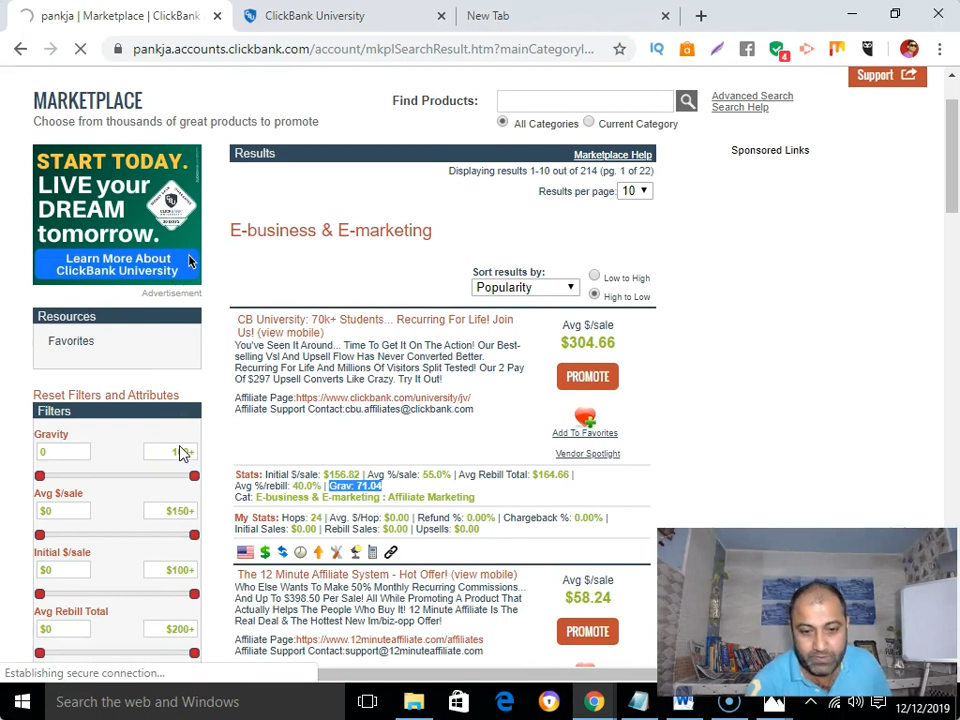 pankja | Marketplace | ClickBank
ClickBank University
New Tab
pankja.accounts.clickbank.com/account/mkplSearchResult.htm?mainCategoryI...
4
Support
MARKETPLACE
Choose from thousands of great products to promote
Find Products:
All Categories
Current Category
Advanced Search
Search Help
START TODAY.
LIVE your
DREAM
tomorrow.
Learn More About
ClickBank University
Advertisement
Results
Marketplace Help
Displaying results 1-10 out of 214 (pg. 1 of 22)
Results per page: 10
Sponsored Links
E-business & E-marketing
Sort results by:
Popularity
Low to High
High to Low
Resources
Favorites
Reset Filters and Attributes
Filters
Gravity
0
Avg $/sale
$0 $150+
Initial $/sale
$0 $100+
Avg Rebill Total
$0 $200+
CB University: 70k+ Students... Recurring For Life! Join
Us! (view mobile)
You've Seen It Around... Time To Get It On The Action! Our Best-
selling Vsl And Upsell Flow Has Never Converted Better.
Recurring For Life And Millions Of Visitors Split Tested! Our 2 Pay
Of $297 Upsell Converts Like Crazy. Try It Out!
Affiliate Page:https://www.clickbank.com/university/jv/
Affiliate Support Contact:cbu.affiliates@clickbank.com
Avg $/sale
$304.66
PROMOTE
Add To Favorites
Vendor Spotlight
Stats: Initial $/sale: $156.82 | Avg %/sale: 55.0% | Avg Rebill Total: $164.66 |
Avg %/rebill: 40.0% | Grav: 71.04
Cat: E-business & E-marketing : Affiliate Marketing
My Stats: Hops: 24 | Avg. $/Hop: $0.00 | Refund %: 0.00% | Chargeback %: 0.00% |
Initial Sales: $0.00 | Rebill Sales: $0.00 | Upsells: $0.00
The 12 Minute Affiliate System - Hot Offer! (view mobile)
Who Else Wants To Make 50% Monthly Recurring Commissions...
And Up To $398.50 Per Sale! All While Promoting A Product That
Actually Helps The People Who Buy It! 12 Minute Affiliate Is The
Real Deal & The Hottest New Im/biz-opp Offer!
Affiliate Page:https://www.12minuteaffiliate.com/affiliates
Affiliate Support Contact:support@12minuteaffiliate.com
Avg $/sale
$58.24
PROMOTE
Establishing secure connection...
Search the web and Windows
12/12/2019